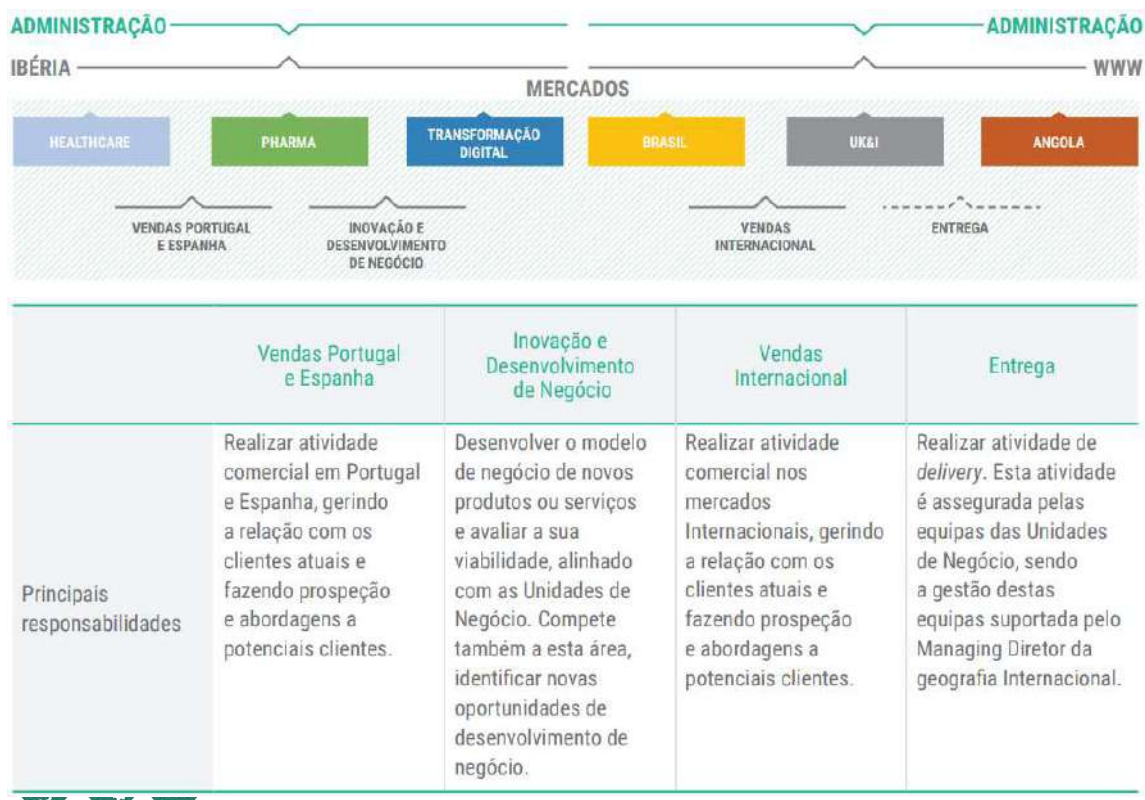 ADMINISTRAÇÃO
ADMINISTRAÇÃO
IBÉRIA
WWW
MERCADOS
HEALTHCARE
PHARMA
TRANSFORMAÇÃO
DIGITAL
BRASIL
UK&I
ANGOLA
VENDAS PORTUGAL
E ESPANHA
INOVAÇÃO E
DESENVOLVIMENTO
DE NEGÓCIO
VENDAS
INTERNACIONAL
ENTREGA
Vendas Portugal
e Espanha
Inovação e
Desenvolvimento
de Negócio
Vendas
Internacional
Entrega
Principais
responsabilidades
Realizar atividade
comercial em Portugal
e Espanha, gerindo
a relação com os
clientes atuais e
fazendo prospeção
e abordagens a
potenciais clientes.
Desenvolver o modelo
de negócio de novos
produtos ou serviços
e avaliar a sua
viabilidade, alinhado
com as Unidades de
Negócio. Compete
também a esta área,
identificar novas
oportunidades de
desenvolvimento de
negócio.
Realizar atividade
comercial nos
mercados
Internacionais, gerindo
a relação com os
clientes atuais e
fazendo prospeção
e abordagens a
potenciais clientes.
Realizar atividade de
delivery. Esta atividade
é assegurada pelas
equipas das Unidades
de Negócio, sendo
a gestão destas
equipas suportada pelo
Managing Diretor da
geografia Internacional.